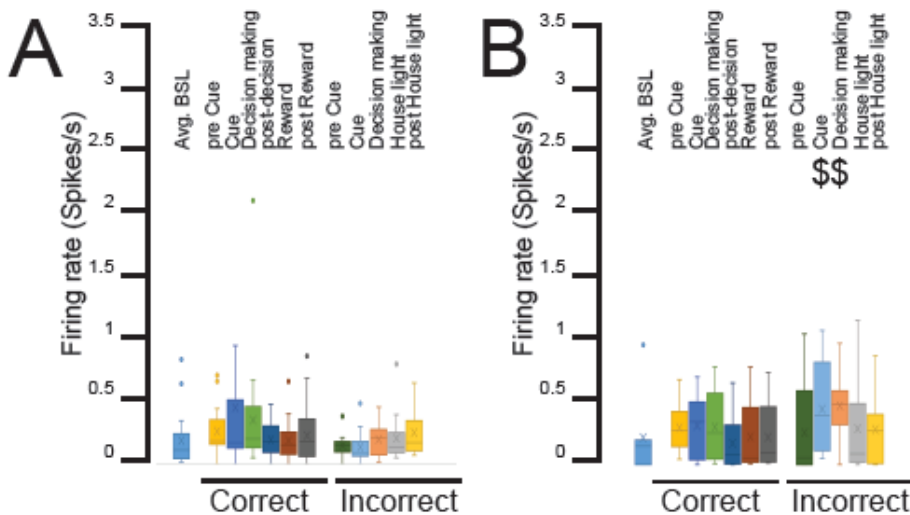 A
Firing rate (Spikes/s)
3.5
3
2.5
2
1.5
1
0.5
0
Avg. BSL
pre Cue
Cue
Decision making
post-decision
Reward
post Reward
pre Cue
Cue
Decision making
House light
post House light
Correct
Incorrect
B
Firing rate (Spikes/s)
3.5
3
2.5
2
1.5
1
0.5
0
Avg. BSL
pre Cue
Cue
Decision making
post-decision
Reward
post Reward
pre Cue
Cue
Decision making
House light
post House light
$$
Correct
Incorrect